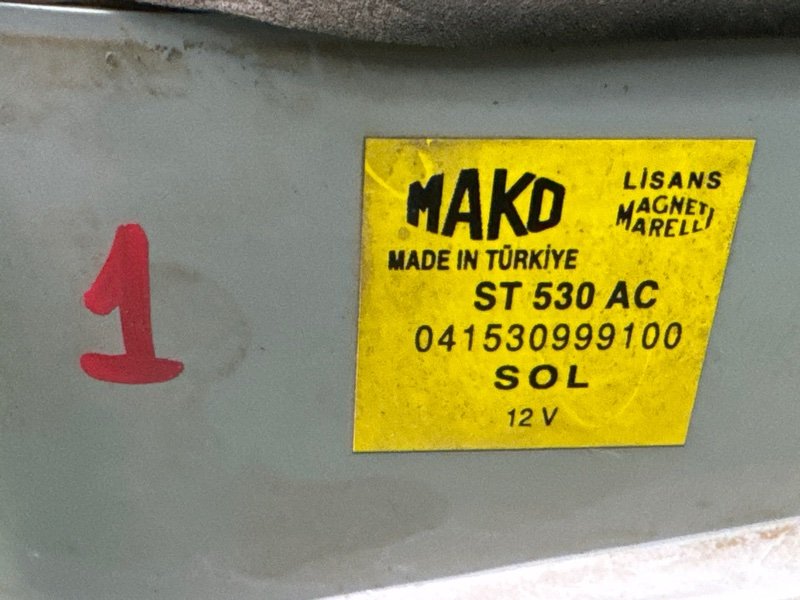 1
MAKO
LİSANS
MAGNETI
MARELLI
MADE IN TÜRKİYE
ST 530 AC
041530999100
SOL
12 V